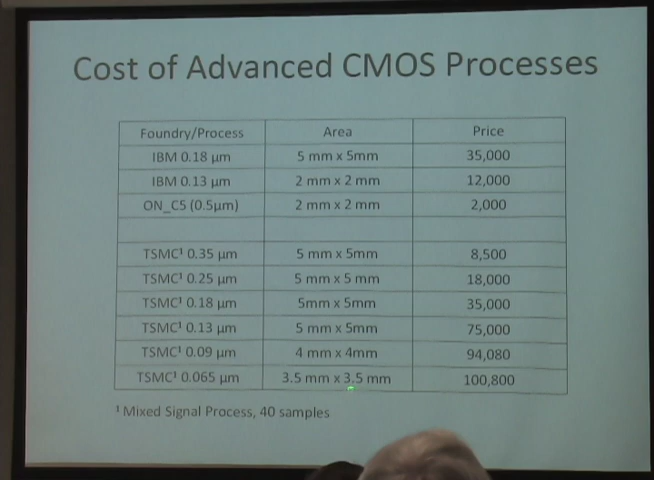 Cost of Advanced CMOS Processes
Foundry/Process Area Price
IBM 0.18 μm 5 mm x 5mm 35,000
IBM 0.13 μm 2 mm x 2 mm 12,000
ON_C5 (0.5μm) 2 mm x 2 mm 2,000
TSMC¹ 0.35 μm 5 mm x 5mm 8,500
TSMC¹ 0.25 μm 5 mm x 5 mm 18,000
TSMC¹ 0.18 μm 5mm x 5mm 35,000
TSMC¹ 0.13 μm 5 mm x 5mm 75,000
TSMC¹ 0.09 μm 4 mm x 4mm 94,080
TSMC¹ 0.065 μm 3.5 mm x 3.5 mm 100,800
¹ Mixed Signal Process, 40 samples